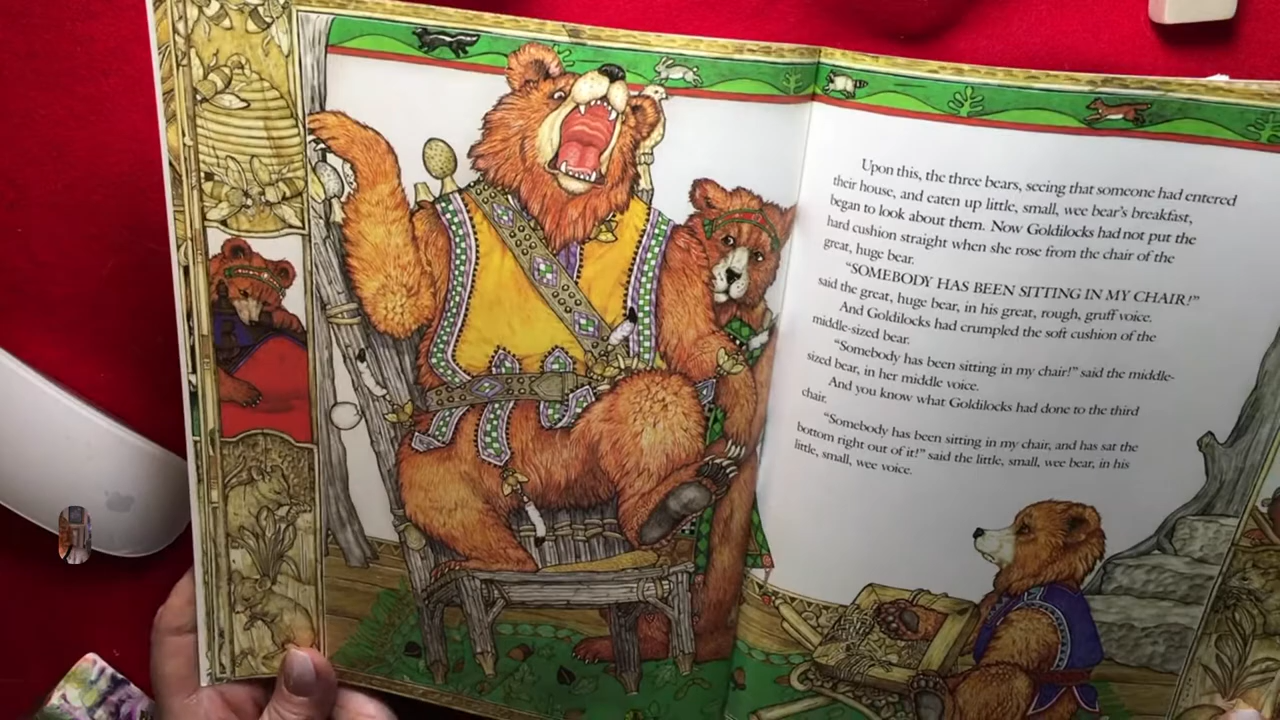 Upon this, the three bears, seeing that someone had entered
their house, and eaten up little, small, wee bear's breakfast,
began to look about them. Now Goldilocks had not put the
hard cushion straight when she rose from the chair of the
great, huge bear.
"SOMEBODY HAS BEEN SITTING IN MY CHAIR!"
said the great, huge bear, in his great, rough, gruff voice.
And Goldilocks had crumpled the soft cushion of the
middle-sized bear.
"Somebody has been sitting in my chair!" said the middle-
sized bear, in her middle voice.
And you know what Goldilocks had done to the third
chair.
"Somebody has been sitting in my chair, and has sat the
bottom right out of it!" said the little, small, wee bear, in his
little, small, wee voice.